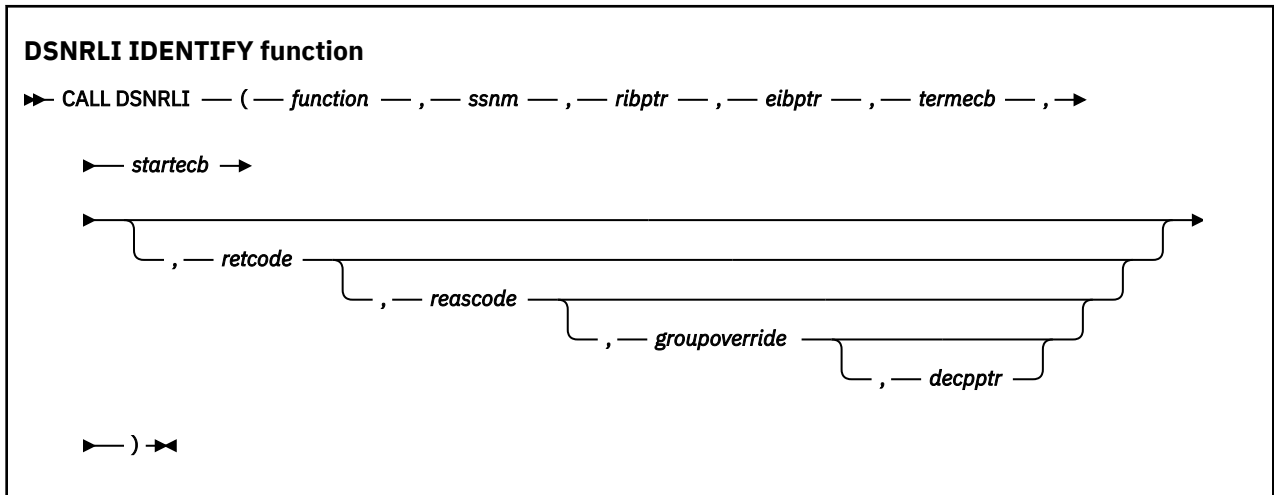 DSNRLI IDENTIFY function
CALL DSNRLI ( function , ssnm , ribptr , eibptr , termecb ,
startecb
, retcode
, reascode
, groupoverride
, decpptr
)